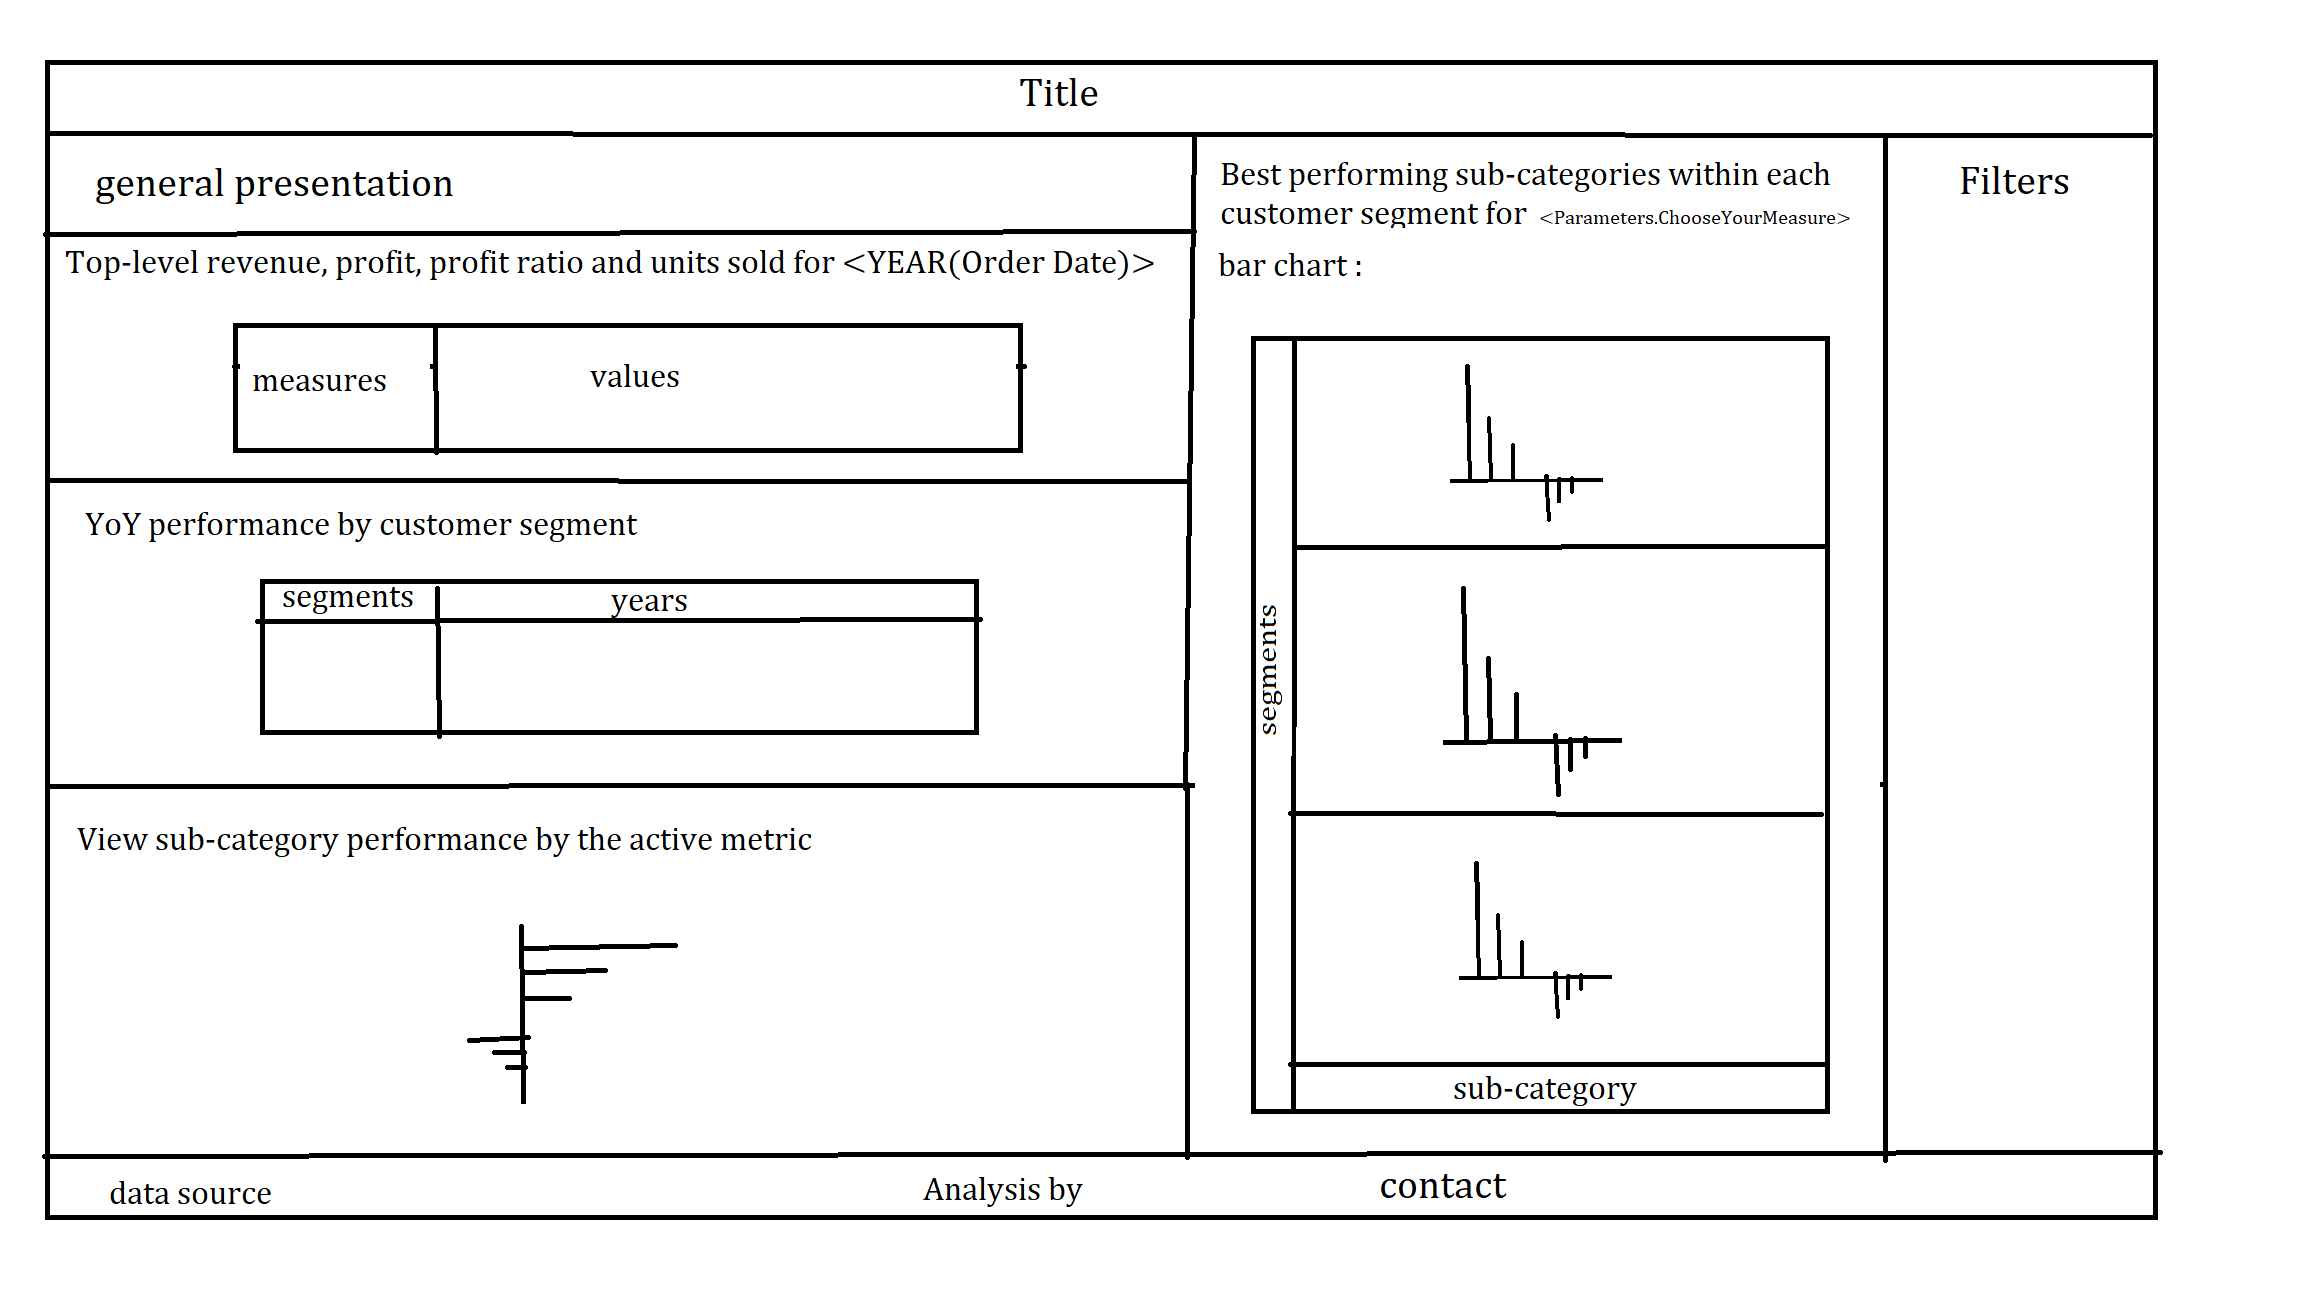 Title
general presentation
Top-level revenue, profit, profit ratio and units sold for <YEAR(Order Date)>
measures
values
YoY performance by customer segment
segments
years
View sub-category performance by the active metric
Best performing sub-categories within each
customer segment for <Parameters.ChooseYourMeasure>
bar chart :
segments
sub-category
Filters
data source
Analysis by
contact